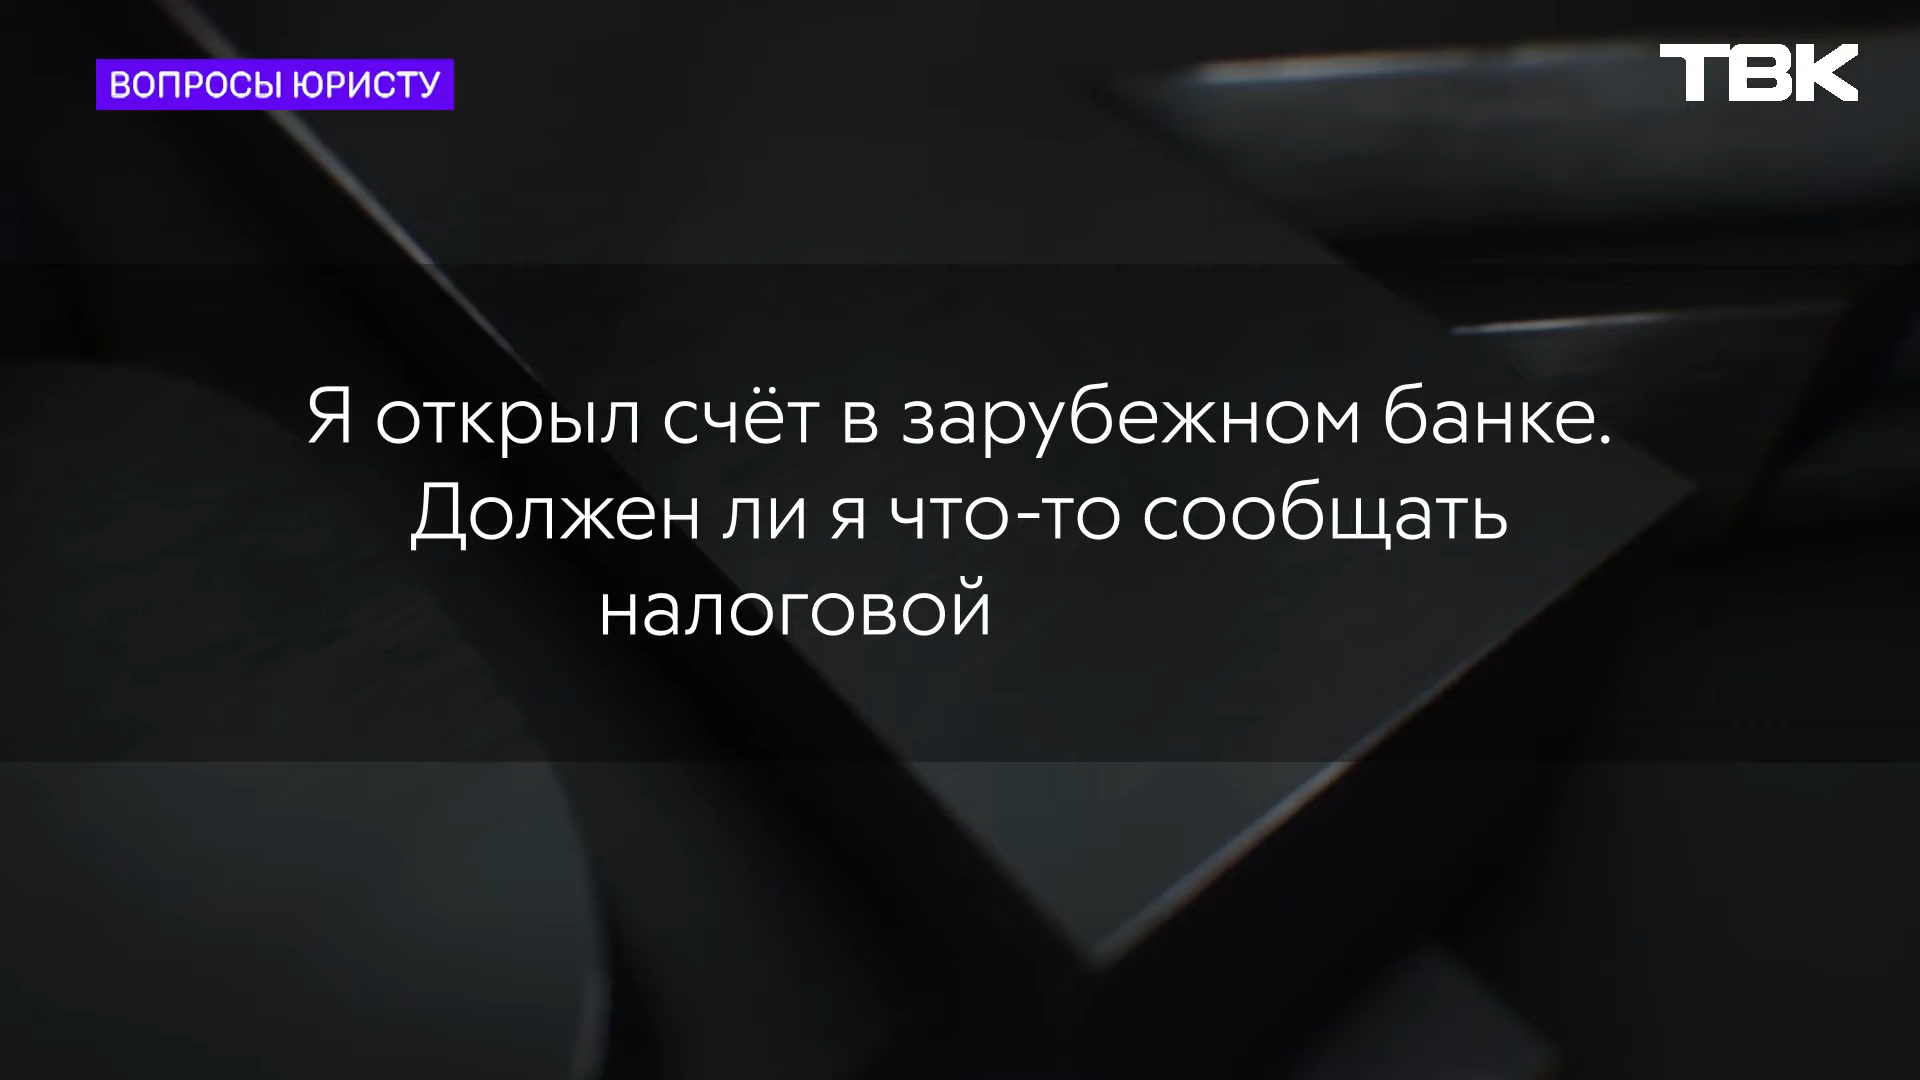 ВОПРОСЫ ЮРИСТУ
ТВК
Я открыл счёт в зарубежном банке.
Должен ли я что-то сообщать
налоговой